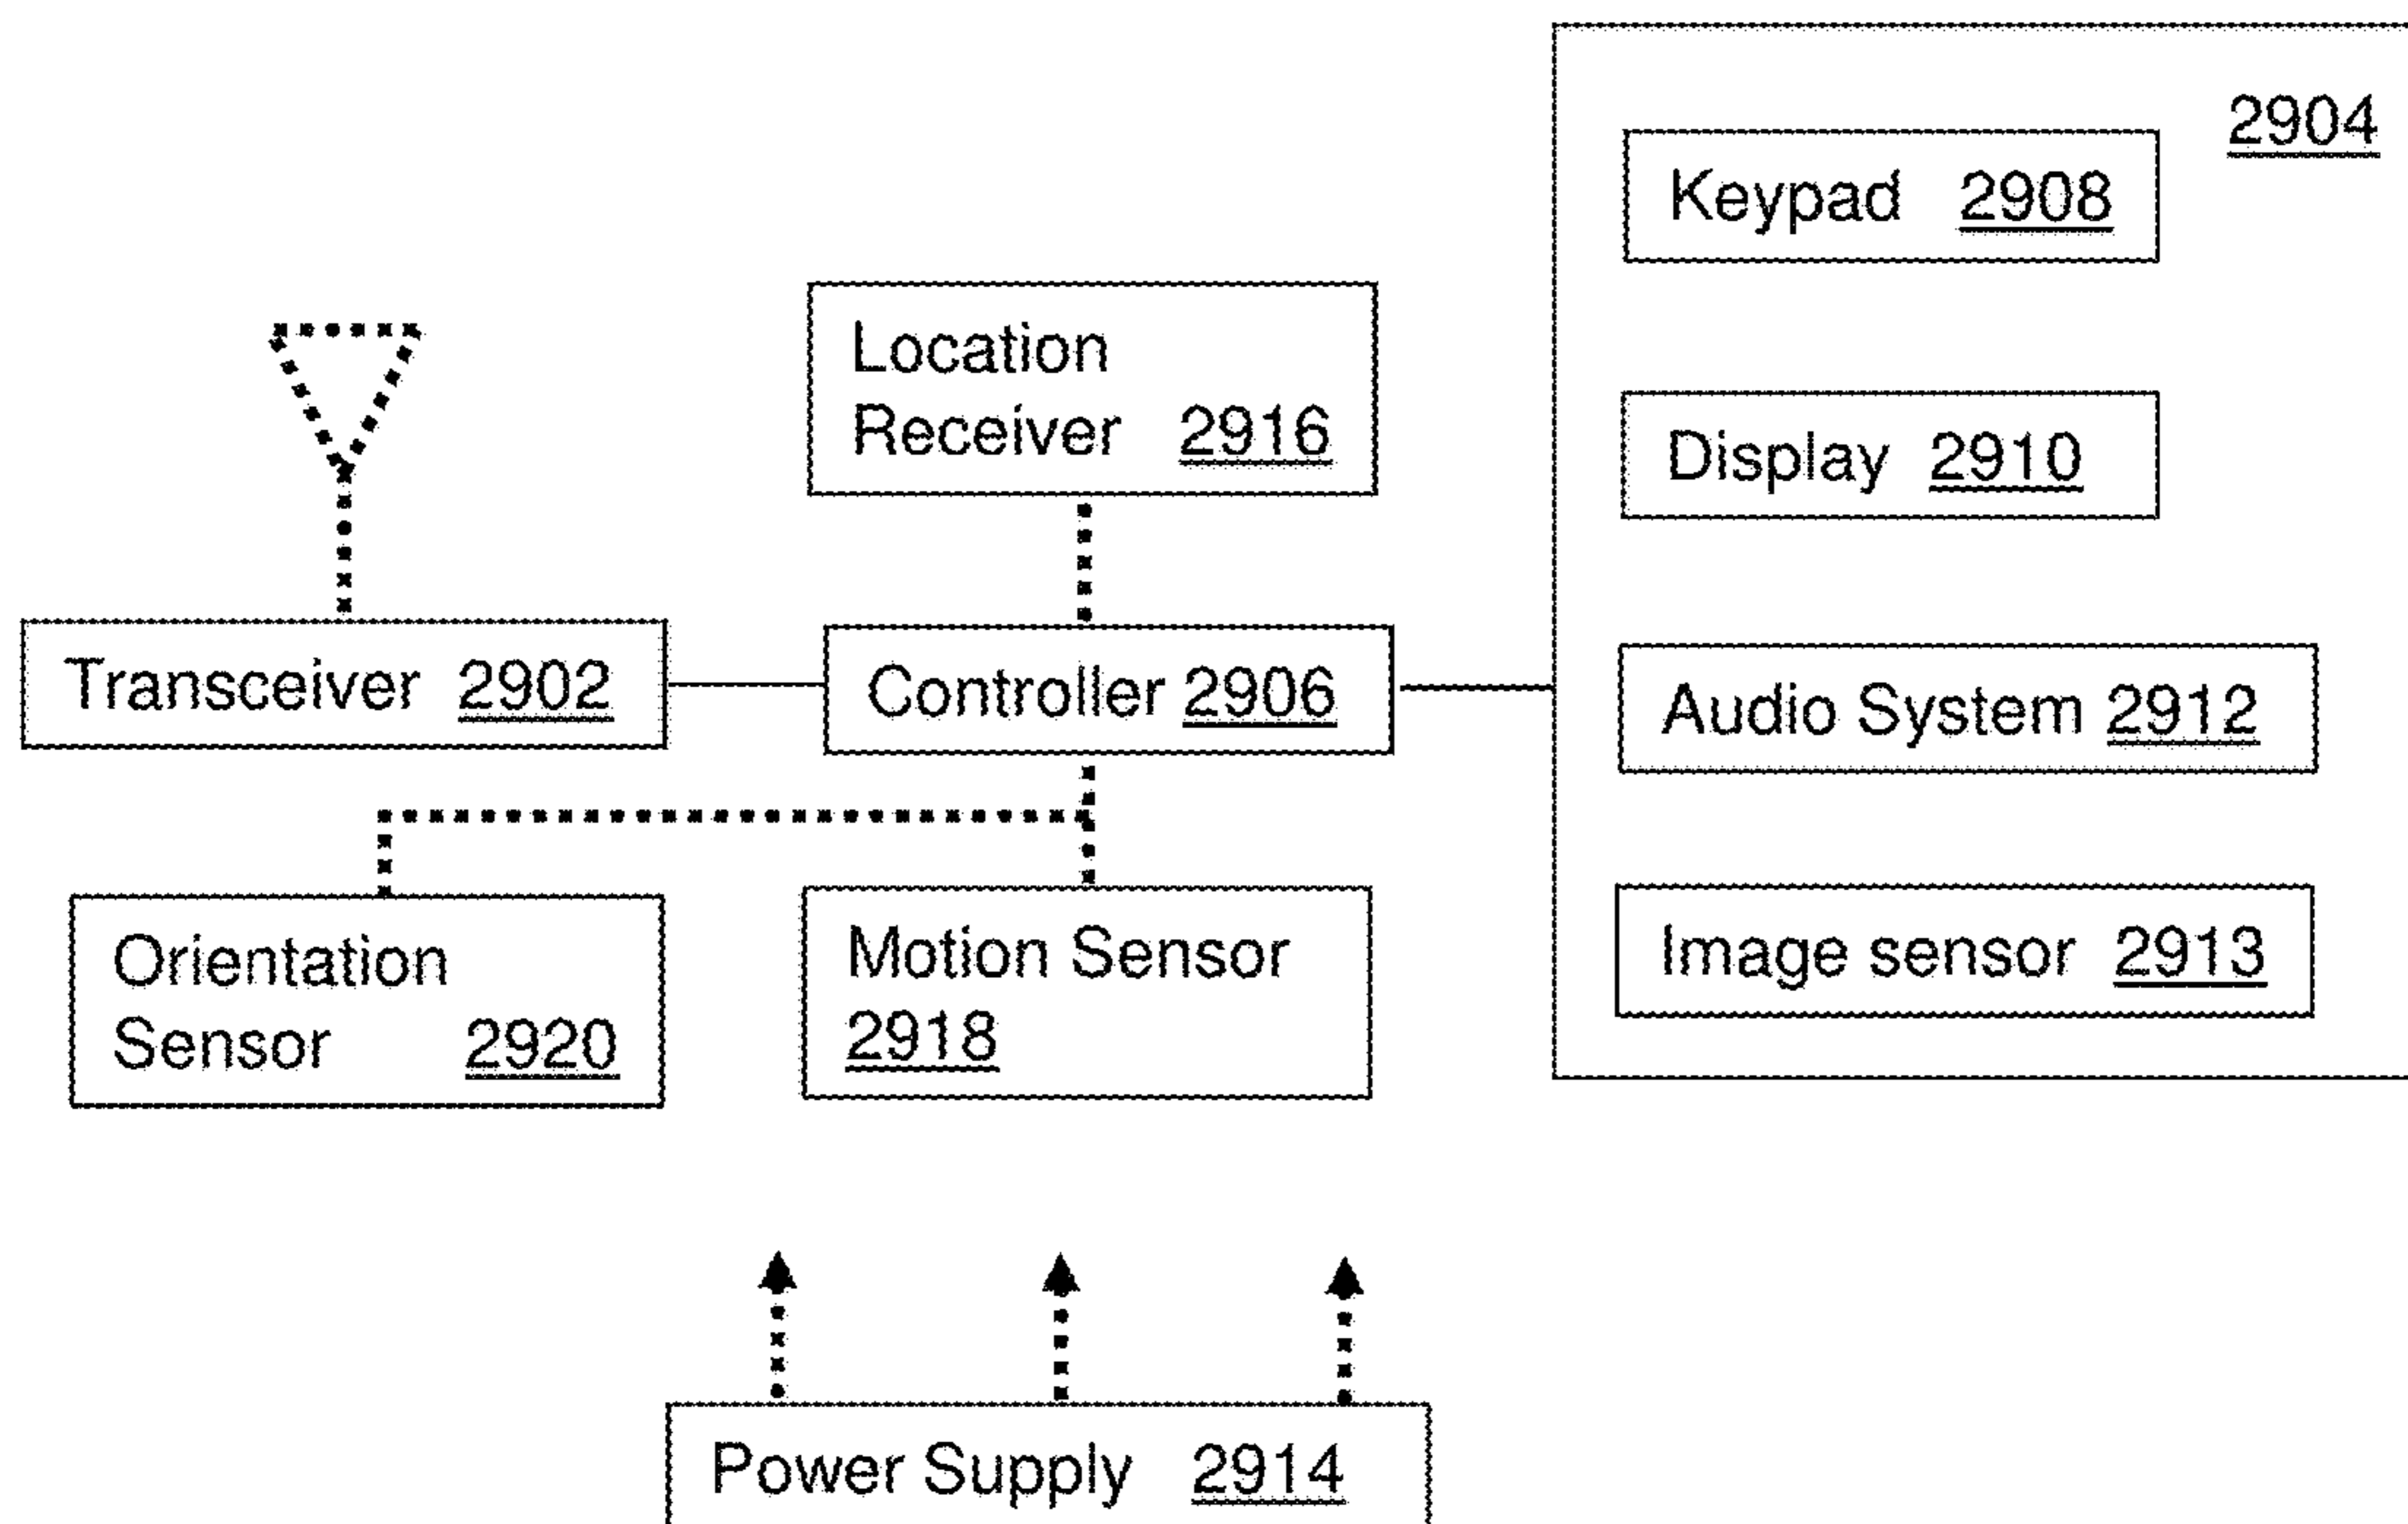 2904
Keypad 2908
Location
Receiver 2916
Display 2910
Transceiver 2902
Controller 2906
Audio System 2912
Orientation
Sensor 2920
Motion Sensor
2918
Image sensor 2913
Power Supply 2914